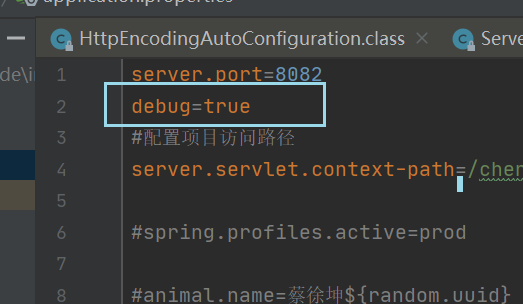 application.properties
HttpEncodingAutoConfiguration.class
Serve
de\in
1 server.port=8082
2 debug=true
3 #配置项目访问路径
4 server.servlet.context-path=/cher
5
6 #spring.profiles.active=prod
7
8 #animal.name=蔡徐坤${random.uuid}